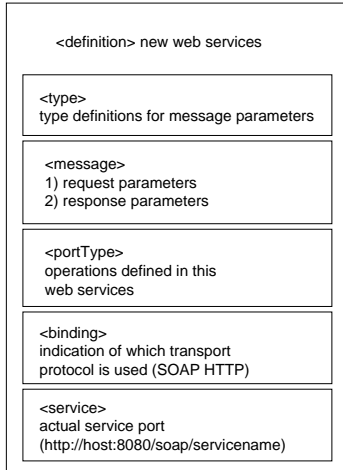 <definition> new web services
<type>
type definitions for message parameters
<message>
1) request parameters
2) response parameters
<portType>
operations defined in this
web services
<binding>
indication of which transport
protocol is used (SOAP HTTP)
<service>
actual service port
(http://host:8080/soap/servicename)